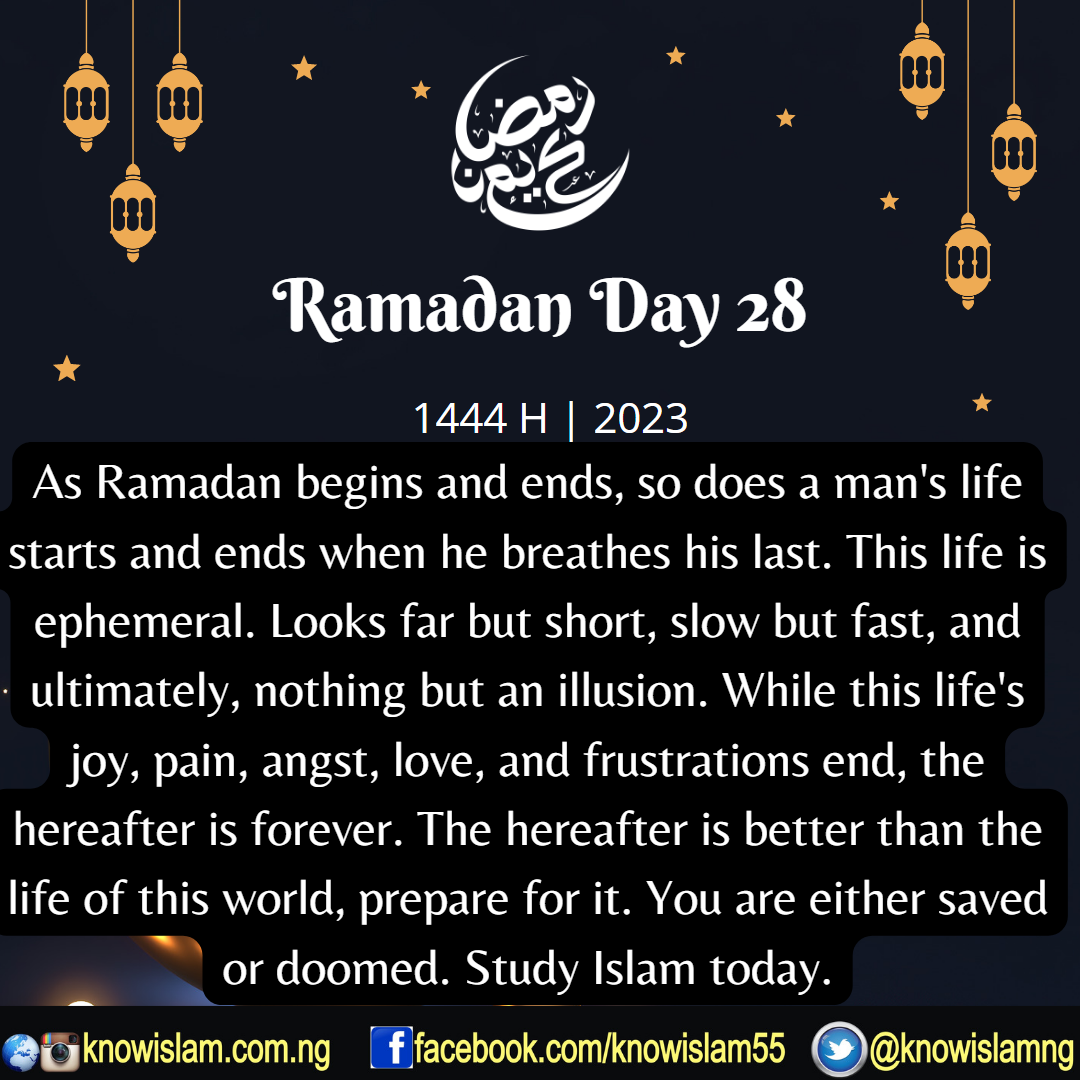 رمضان
كريم
Ramadan Day 28
1444 H | 2023
As Ramadan begins and ends, so does a man's life
starts and ends when he breathes his last. This life is
ephemeral. Looks far but short, slow but fast, and
ultimately, nothing but an illusion. While this life's
joy, pain, angst, love, and frustrations end, the
hereafter is forever. The hereafter is better than the
life of this world, prepare for it. You are either saved
or doomed. Study Islam today.
knowislam.com.ng facebook.com/knowislam55 @knowislamng